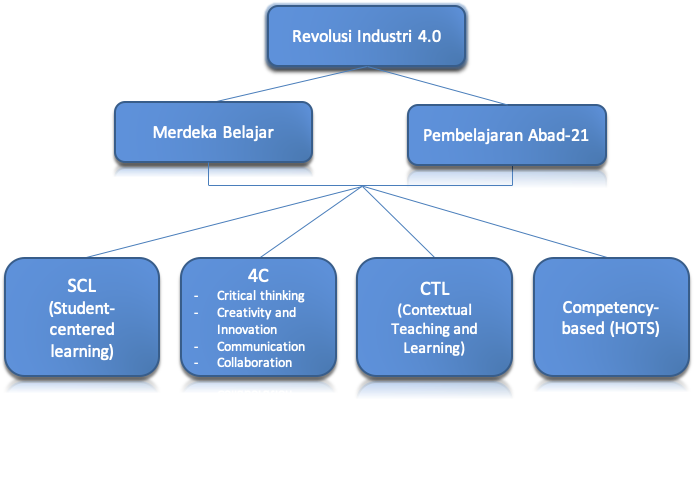 Revolusi Industri 4.0
Merdeka Belajar
Pembelajaran Abad-21
SCL
(Student-
centered
learning)
4C
- Critical thinking
- Creativity and
Innovation
- Communication
- Collaboration
CTL
(Contextual
Teaching and
Learning)
Competency-
based (HOTS)